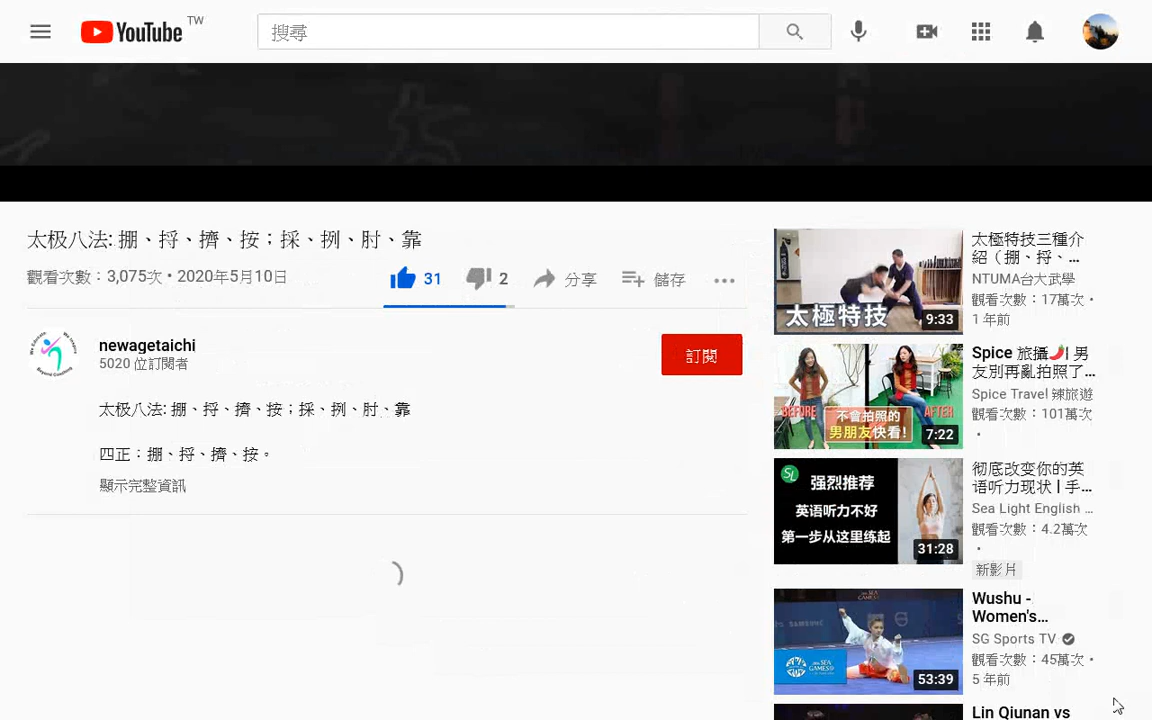 YouTube TW
搜尋
太极八法: 掤、捋、擠、按；採、挒、肘、靠
觀看次數：3,075次 • 2020年5月10日
31
2
分享
儲存
newagetaichi
5020 位訂閱者
訂閱
太极八法: 掤、捋、擠、按；採、挒、肘、靠
四正：掤、捋、擠、按。
顯示完整資訊
太極特技
9:33
太極特技三種介
紹（掤、捋、...
NTUMA台大武學
觀看次數：17萬次 •
1 年前
BEFORE
AFTER
不會拍照的
男朋友快看!
7:22
Spice 旅攝🌶️| 男
友別再亂拍照了...
Spice Travel 辣旅遊
觀看次數：101萬次
•
SL
强烈推荐
英语听力不好
第一步从这里练起
31:28
彻底改变你的英
语听力现状 | 手...
Sea Light English ...
觀看次數：4.2萬次
•
新影片
SEA GAMES
53:39
Wushu -
Women's...
SG Sports TV
觀看次數：45萬次 •
5 年前
Lin Qiunan vs